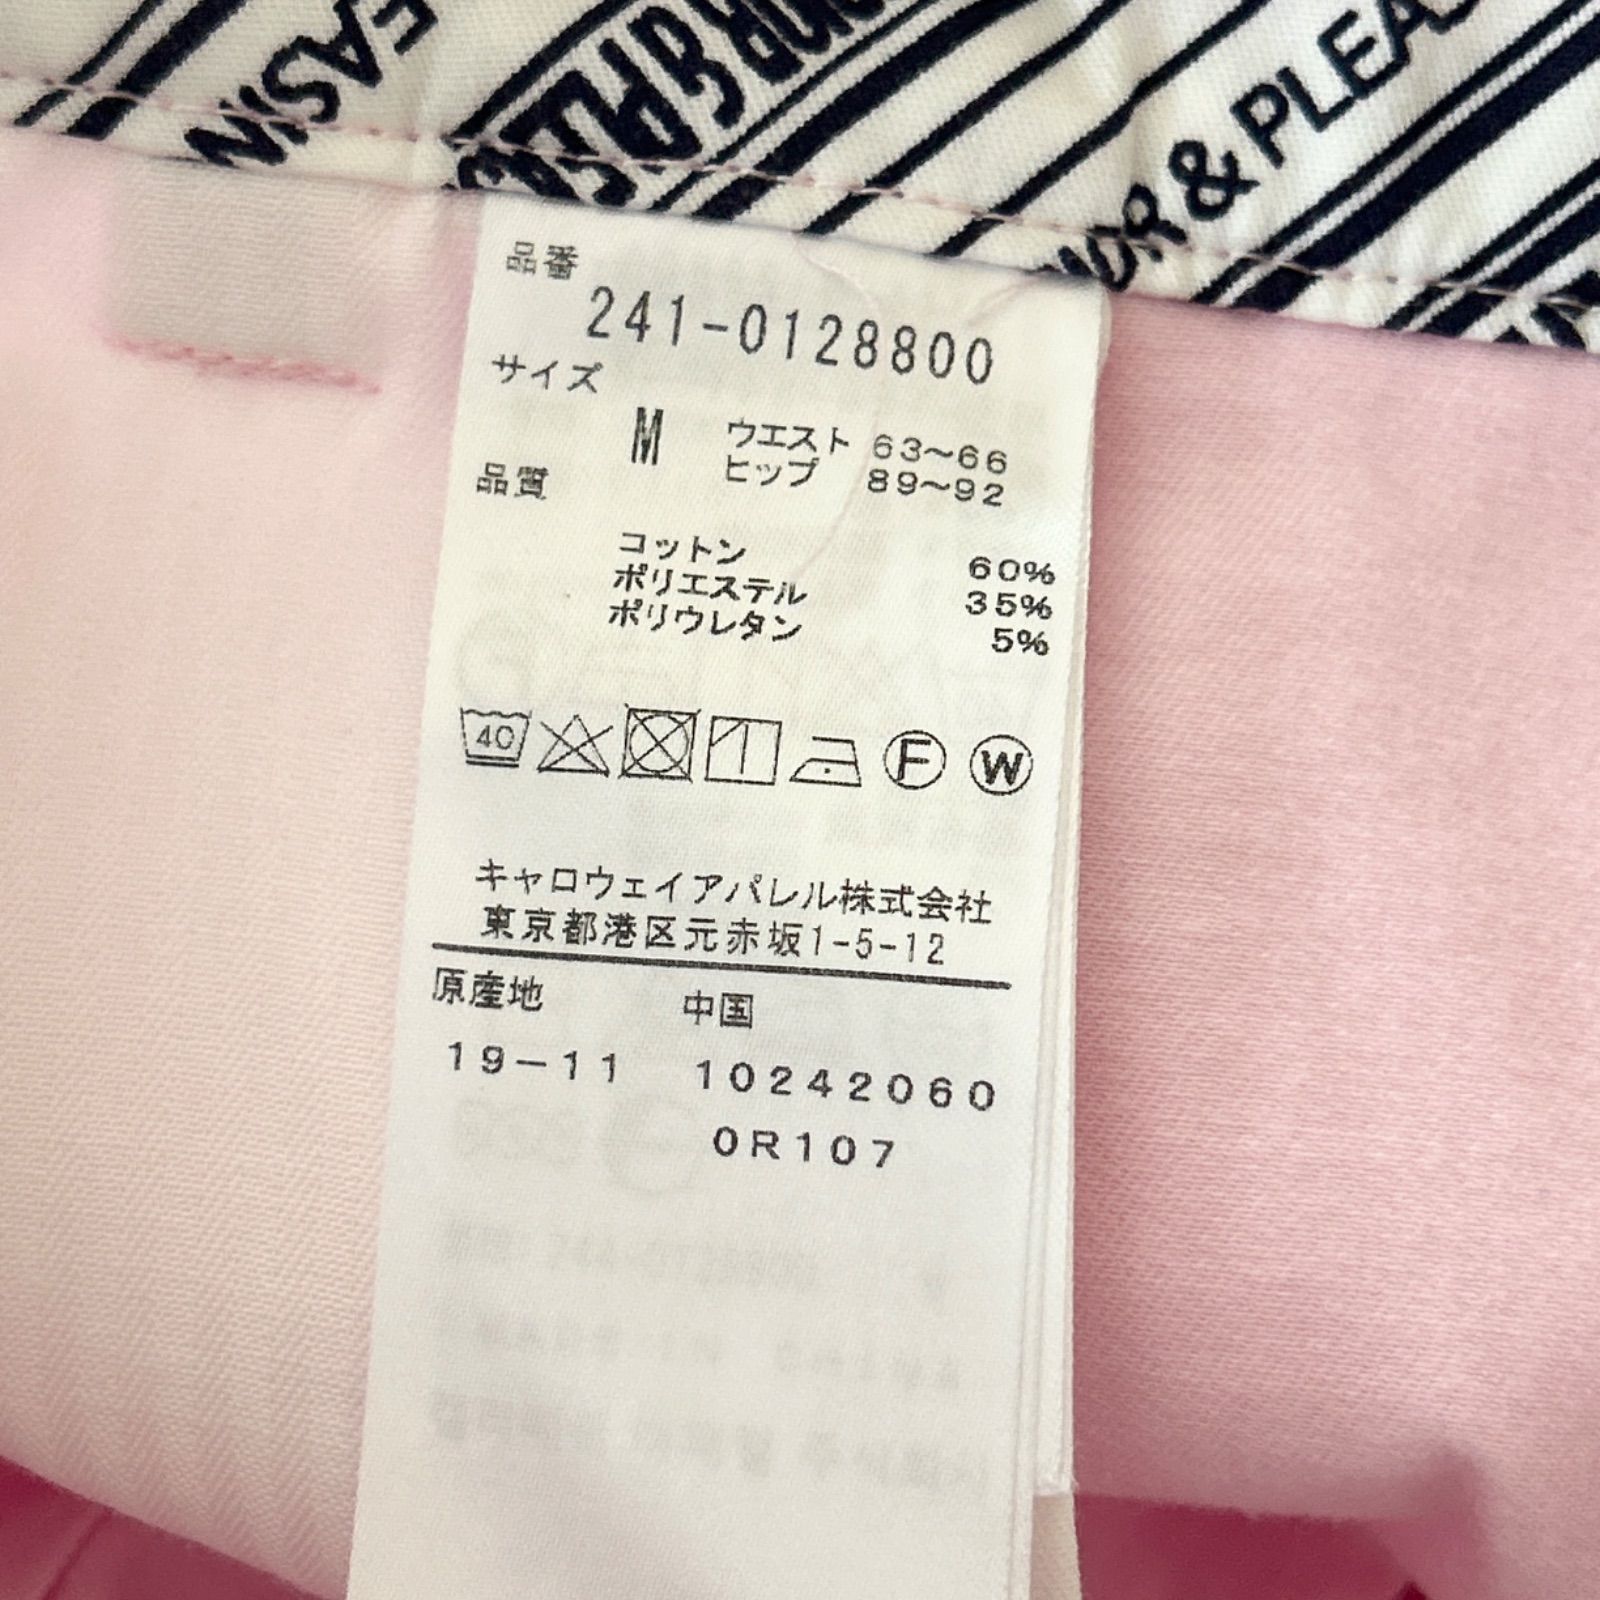 EASIN
& PLEA
OR & PLEAS
品番
241-0128800
サイズ
M ウエスト 63〜66
ヒップ 89〜92
品質
コットン 60%
ポリエステル 35%
ポリウレタン 5%
40 F W
キャロウェイアパレル株式会社
東京都港区元赤坂1-5-12
原産地 中国
19-11 10242060
0R107